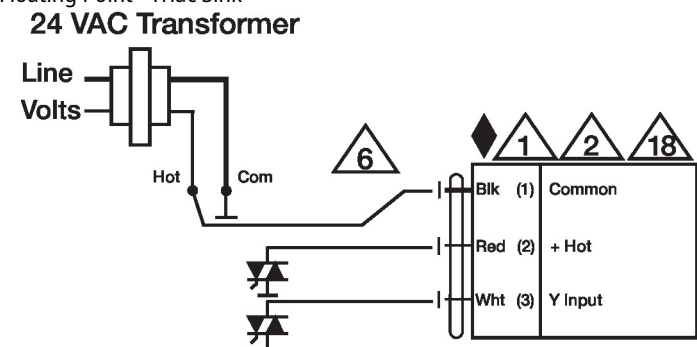 24 VAC Transformer
Line
Volts
Hot
Com
6
1
2
18
Blk (1) Common
Red (2) + Hot
Wht (3) Y Input